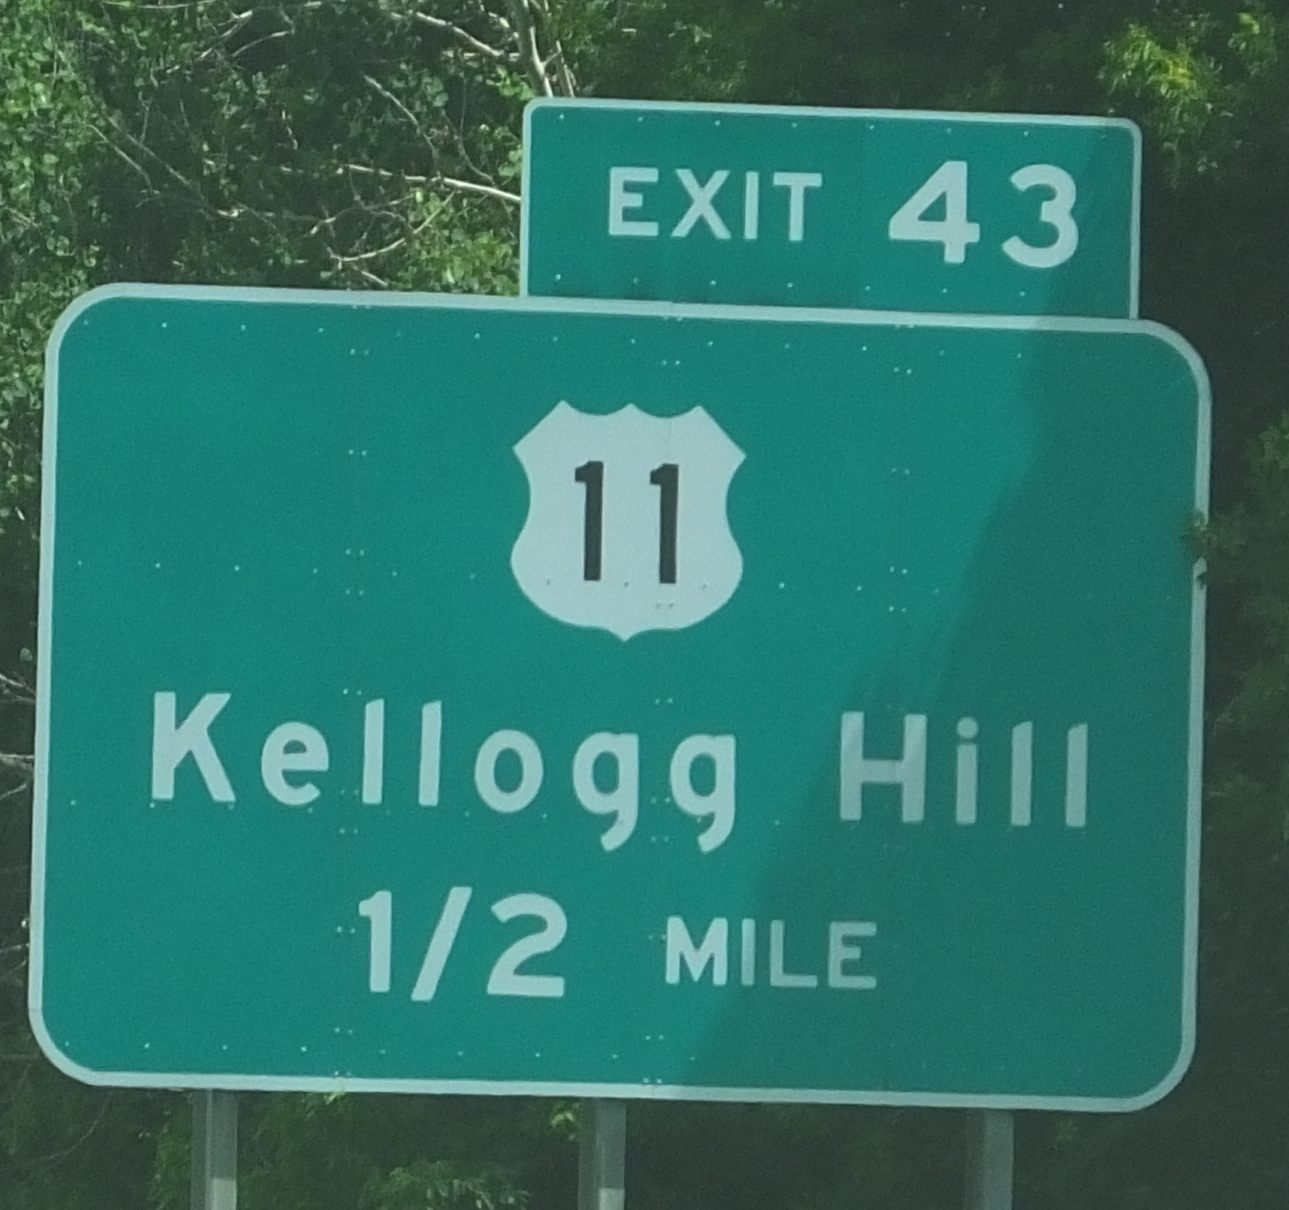 EXIT 43
11
Kellogg Hill
1/2 MILE